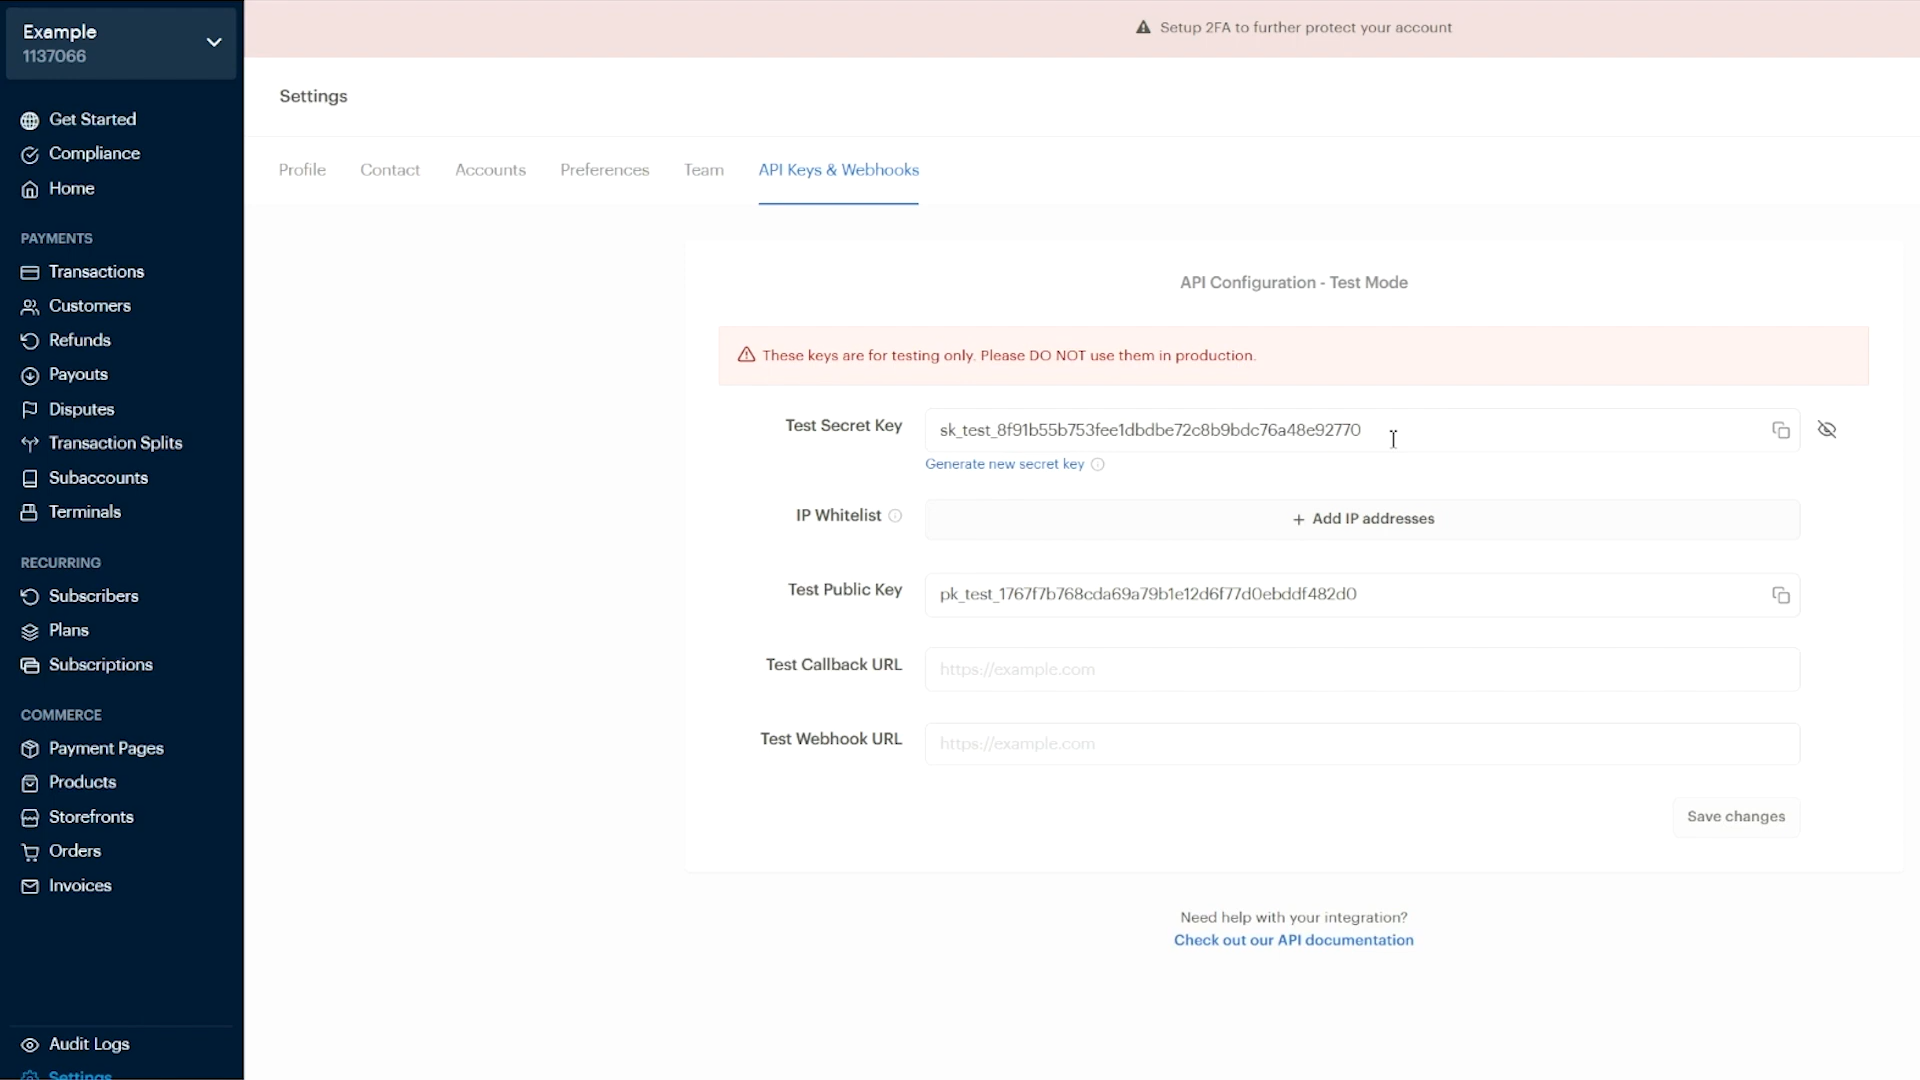 Example
1137066
Get Started
Compliance
Home
PAYMENTS
Transactions
Customers
Refunds
Payouts
Disputes
Transaction Splits
Subaccounts
Terminals
RECURRING
Subscribers
Plans
Subscriptions
COMMERCE
Payment Pages
Products
Storefronts
Orders
Invoices
Audit Logs
Settings
Setup 2FA to further protect your account
Settings
Profile Contact Accounts Preferences Team API Keys & Webhooks
API Configuration - Test Mode
These keys are for testing only. Please DO NOT use them in production.
Test Secret Key sk_test_8f91b55b753fee1dbdbe72c8b9bdc76a48e92770
Generate new secret key
IP Whitelist + Add IP addresses
Test Public Key pk_test_1767f7b768cda69a79b1e12d6f77d0ebddf482d0
Test Callback URL https://example.com
Test Webhook URL https://example.com
Save changes
Need help with your integration?
Check out our API documentation